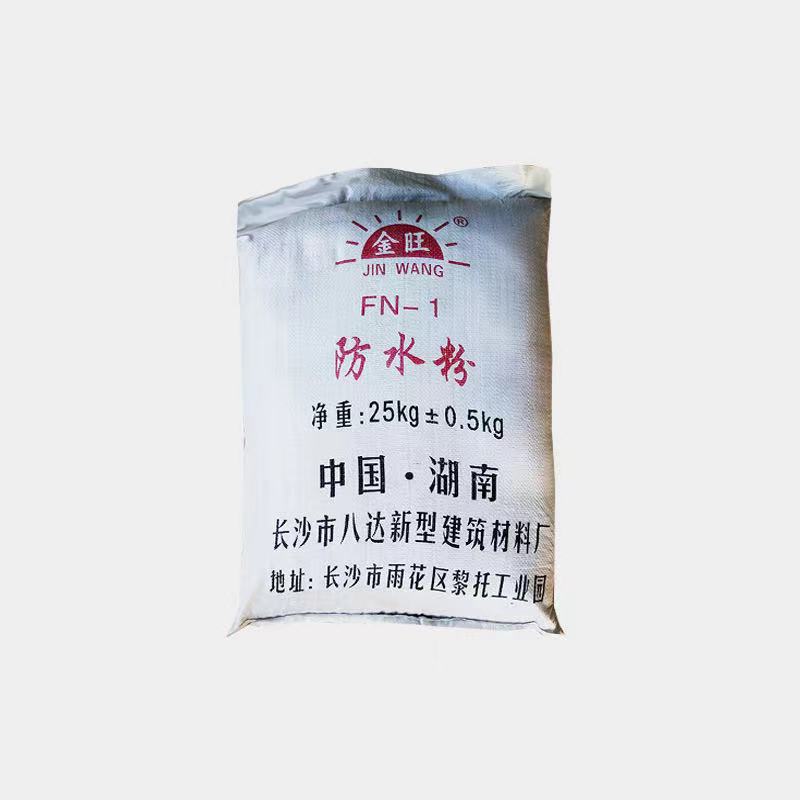 金旺®
JIN WANG
FN-1
防水粉
净重:25kg±0.5kg
中国·湖南
长沙市八达新型建筑材料厂
地址:长沙市雨花区黎托工业园